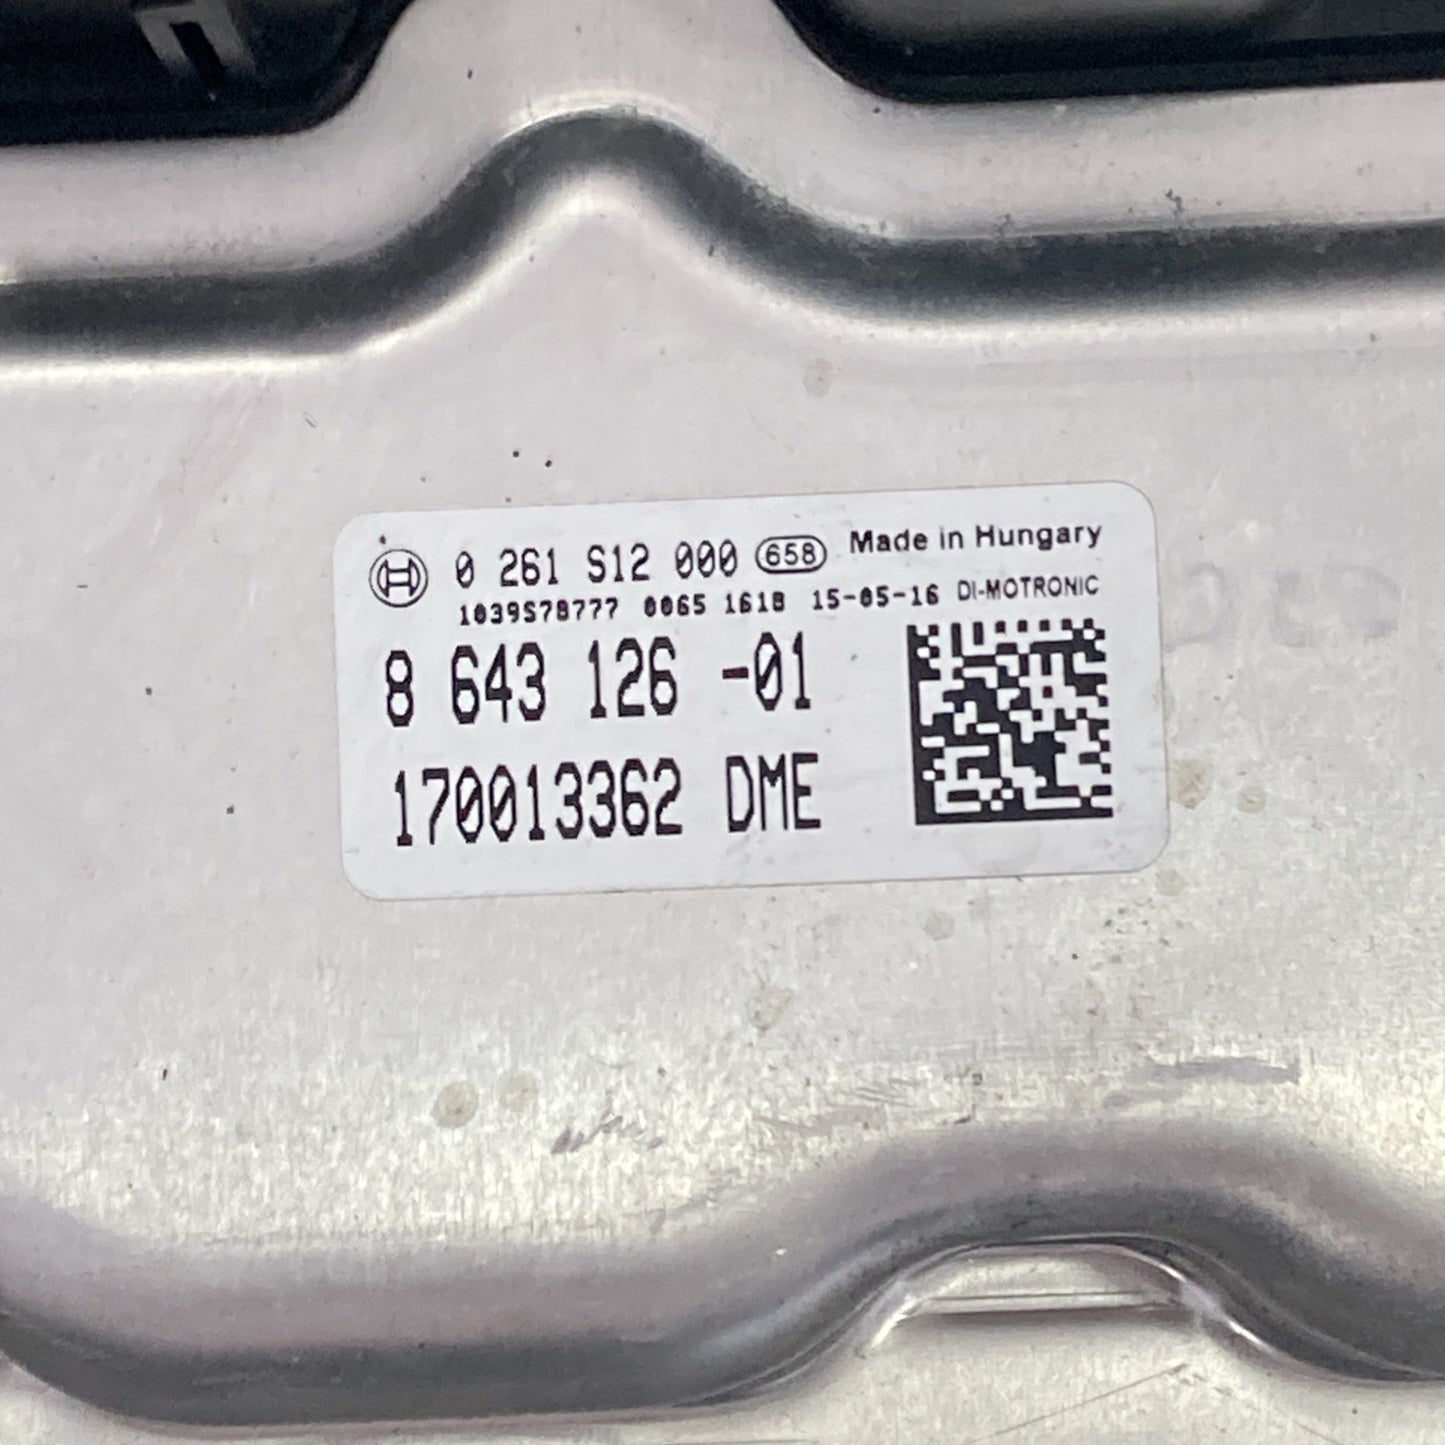 0 261 S12 000 658 Made in Hungary
1039S78777 0065 1618 15-05-16 DI-MOTRONIC
8 643 126 -01
170013362 DME